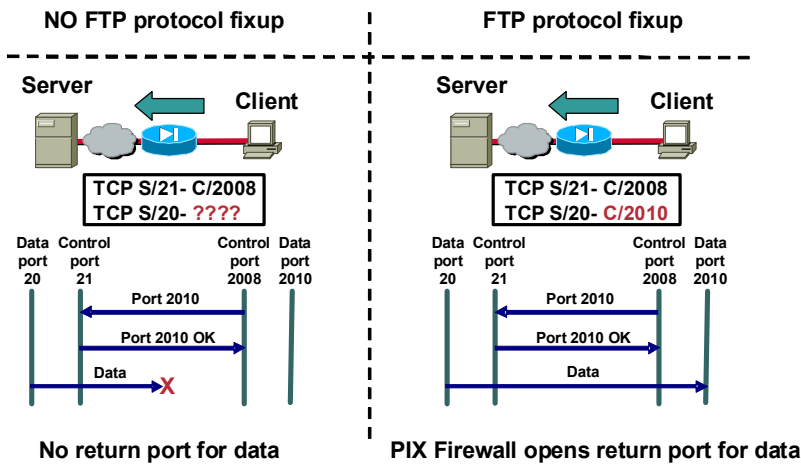 NO FTP protocol fixup
Server
Client
TCP S/21- C/2008
TCP S/20- ????
Data port 20
Control port 21
Control port 2008
Data port 2010
Port 2010
Port 2010 OK
Data
X
No return port for data
FTP protocol fixup
Server
Client
TCP S/21- C/2008
TCP S/20- C/2010
Data port 20
Control port 21
Control port 2008
Data port 2010
Port 2010
Port 2010 OK
Data
PIX Firewall opens return port for data